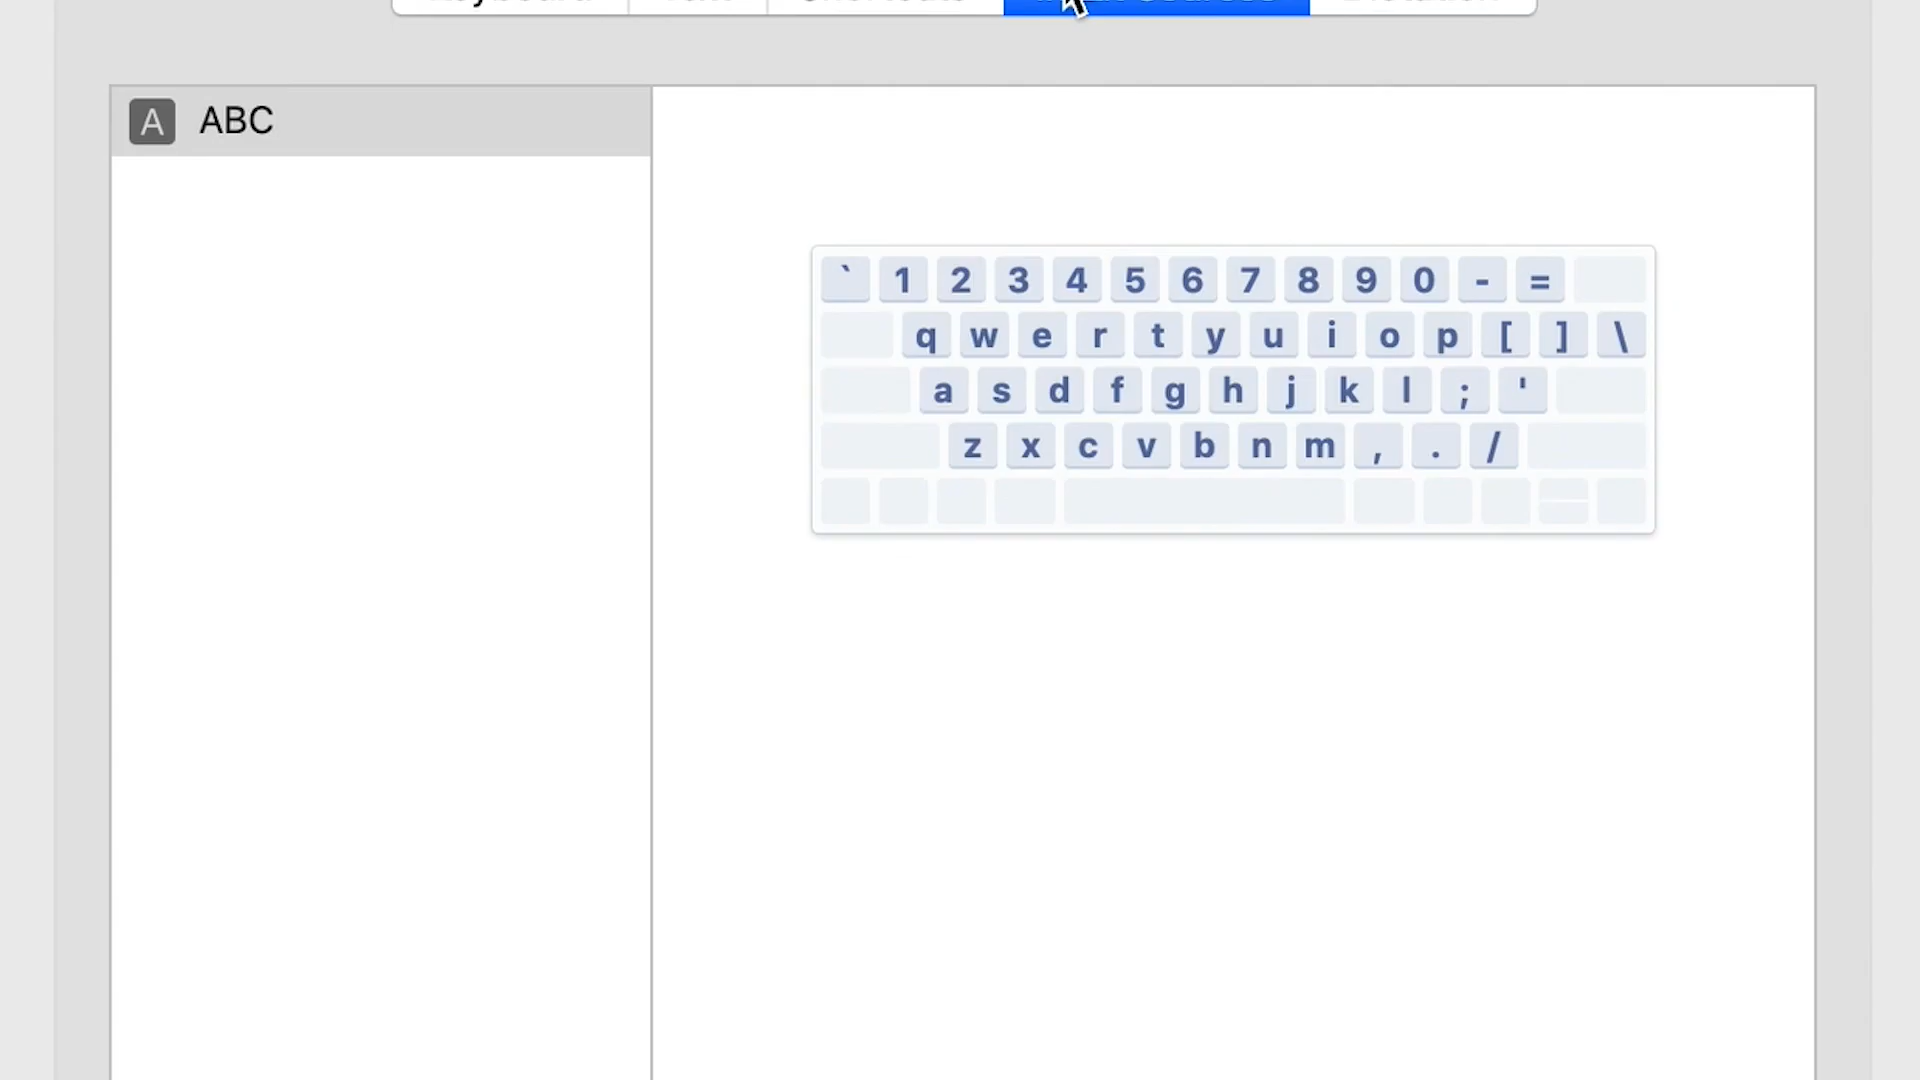 A ABC
` 1 2 3 4 5 6 7 8 9 0 - =
q w e r t y u i o p [ ] \
a s d f g h j k l ; '
z x c v b n m , . /